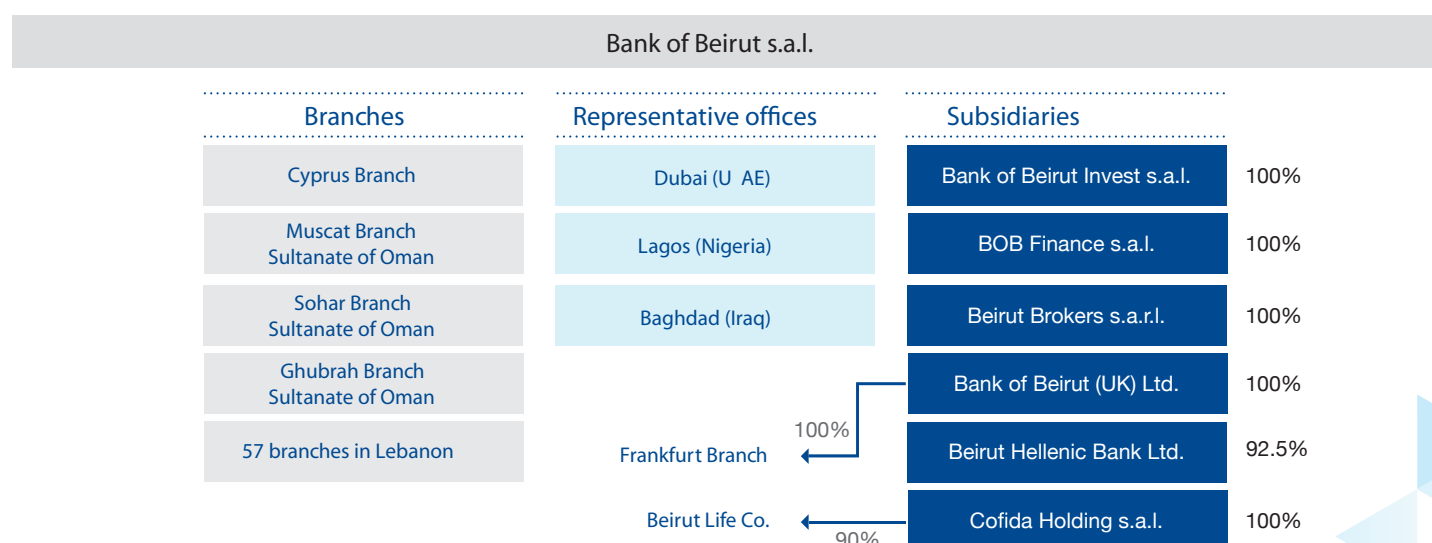 Bank of Beirut s.a.l.
Branches
Representative offices
Subsidiaries
Cyprus Branch
Dubai (U AE)
Bank of Beirut Invest s.a.l.
100%
Muscat Branch
Sultanate of Oman
Lagos (Nigeria)
BOB Finance s.a.l.
100%
Sohar Branch
Sultanate of Oman
Baghdad (Iraq)
Beirut Brokers s.a.r.l.
100%
Ghubrah Branch
Sultanate of Oman
Bank of Beirut (UK) Ltd.
100%
57 branches in Lebanon
100%
Frankfurt Branch
Beirut Hellenic Bank Ltd.
92.5%
Beirut Life Co.
90%
Cofida Holding s.a.l.
100%